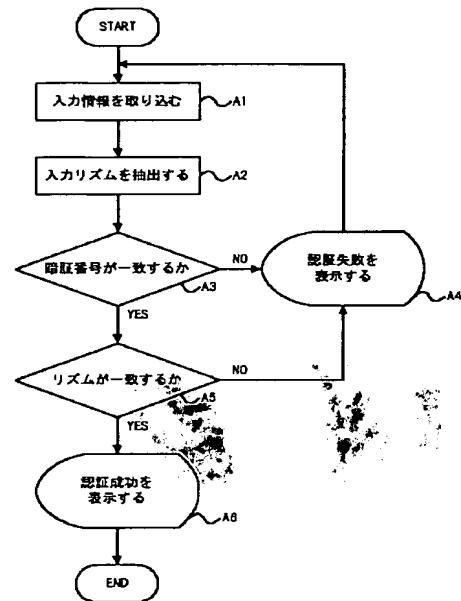 START
入力情報を取り込む
A1
入力リズムを抽出する
A2
暗証番号が一致するか
NO
A3
認証失敗を
表示する
A4
YES
リズムが一致するか
NO
A5
YES
認証成功を
表示する
A6
END